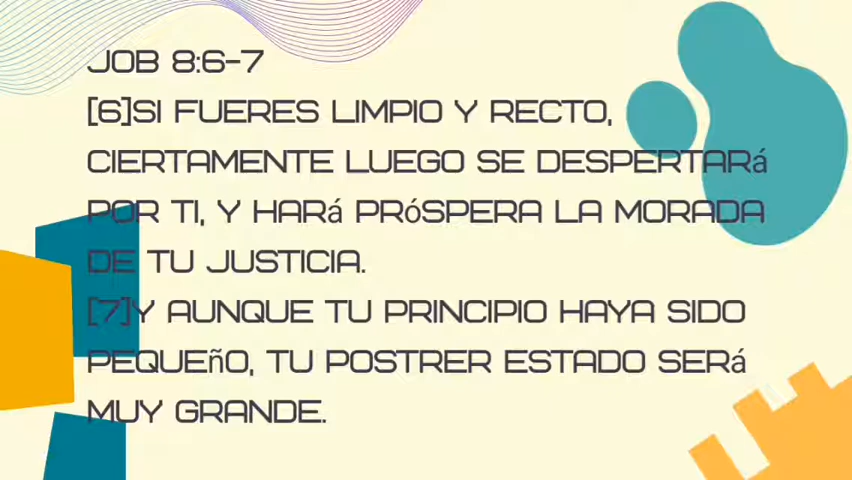 JOB 8:6-7
[6]SI FUERES LIMPIO Y RECTO,
CIERTAMENTE LUEGO SE DESPERTARá
POR TI, Y HARá PRóSPERA LA MORADA
DE TU JUSTICIA.
[7]Y AUNQUE TU PRINCIPIO HAYA SIDO
PEQUEñO, TU POSTRER ESTADO SERá
MUY GRANDE.